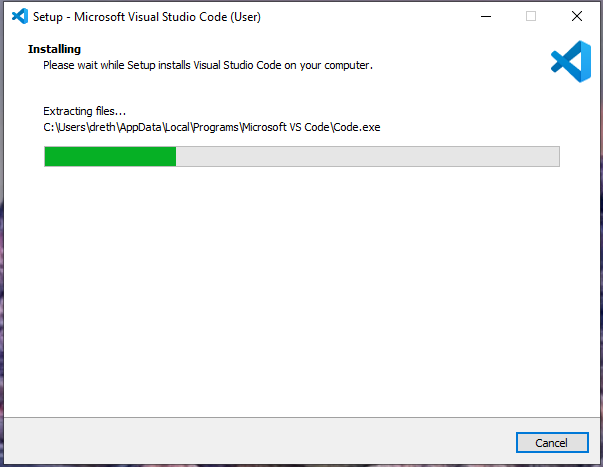 Setup - Microsoft Visual Studio Code (User)
Installing
Please wait while Setup installs Visual Studio Code on your computer.
Extracting files...
C:\Users\dreth\AppData\Local\Programs\Microsoft VS Code\Code.exe
Cancel